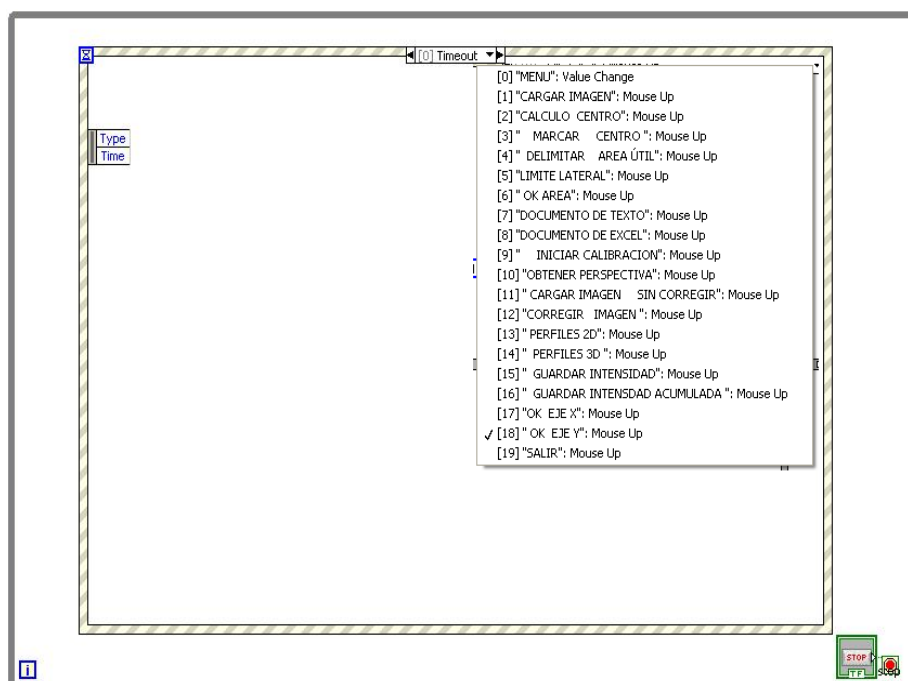 [0] Timeout
[0] "MENU": Value Change
[1] "CARGAR IMAGEN": Mouse Up
[2] "CALCULO  CENTRO": Mouse Up
[3] "   MARCAR    CENTRO ": Mouse Up
[4] "  DELIMITAR   AREA ÚTIL": Mouse Up
[5] "LIMITE LATERAL": Mouse Up
[6] " OK AREA": Mouse Up
[7] "DOCUMENTO DE TEXTO": Mouse Up
[8] "DOCUMENTO DE EXCEL": Mouse Up
[9] "    INICIAR CALIBRACION": Mouse Up
[10] "OBTENER PERSPECTIVA": Mouse Up
[11] " CARGAR IMAGEN    SIN CORREGIR": Mouse Up
[12] "CORREGIR   IMAGEN ": Mouse Up
[13] " PERFILES 2D": Mouse Up
[14] "  PERFILES 3D ": Mouse Up
[15] "  GUARDAR INTENSIDAD": Mouse Up
[16] "  GUARDAR INTENSDAD ACUMULADA ": Mouse Up
[17] "OK  EJE X": Mouse Up
[18] " OK  EJE Y": Mouse Up
[19] "SALIR": Mouse Up
Type
Time
i
STOP
TF
stop